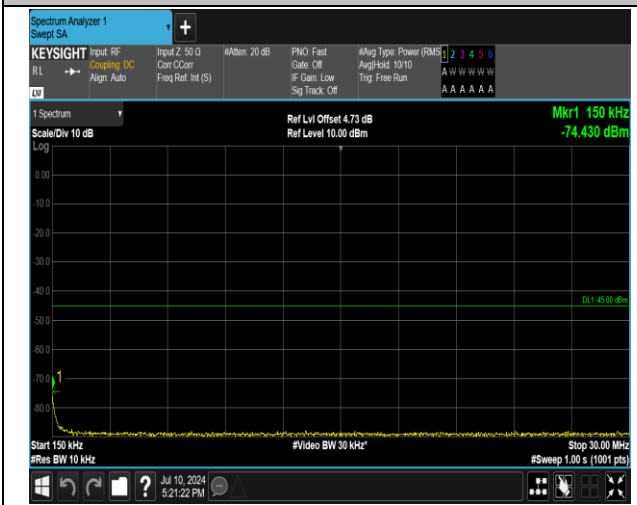 Spectrum Analyzer 1
Swept SA
+
KEYSIGHT
RL
LXI
Input: RF
Coupling: DC
Align: Auto
Input Z: 50 Ω
Corr CCorr
Freq Ref: Int (S)
#Atten: 20 dB
PNO: Fast
Gate: Off
IF Gain: Low
Sig Track: Off
#Avg Type: Power (RMS
Avg|Hold: 10/10
Trig: Free Run
1 2 3 4 5 6
A W W W W W
A A A A A A
1 Spectrum
Scale/Div 10 dB
Log
Ref Lvl Offset 4.73 dB
Ref Level 10.00 dBm
Mkr1 150 kHz
-74.430 dBm
0.00
-10.0
-20.0
-30.0
-40.0
DL1 -45.00 dBm
-50.0
-60.0
-70.0
1
-80.0
Start 150 kHz
#Video BW 30 kHz*
Stop 30.00 MHz
#Res BW 10 kHz
#Sweep 1.00 s (1001 pts)
?
Jul 10, 2024
5:21:22 PM